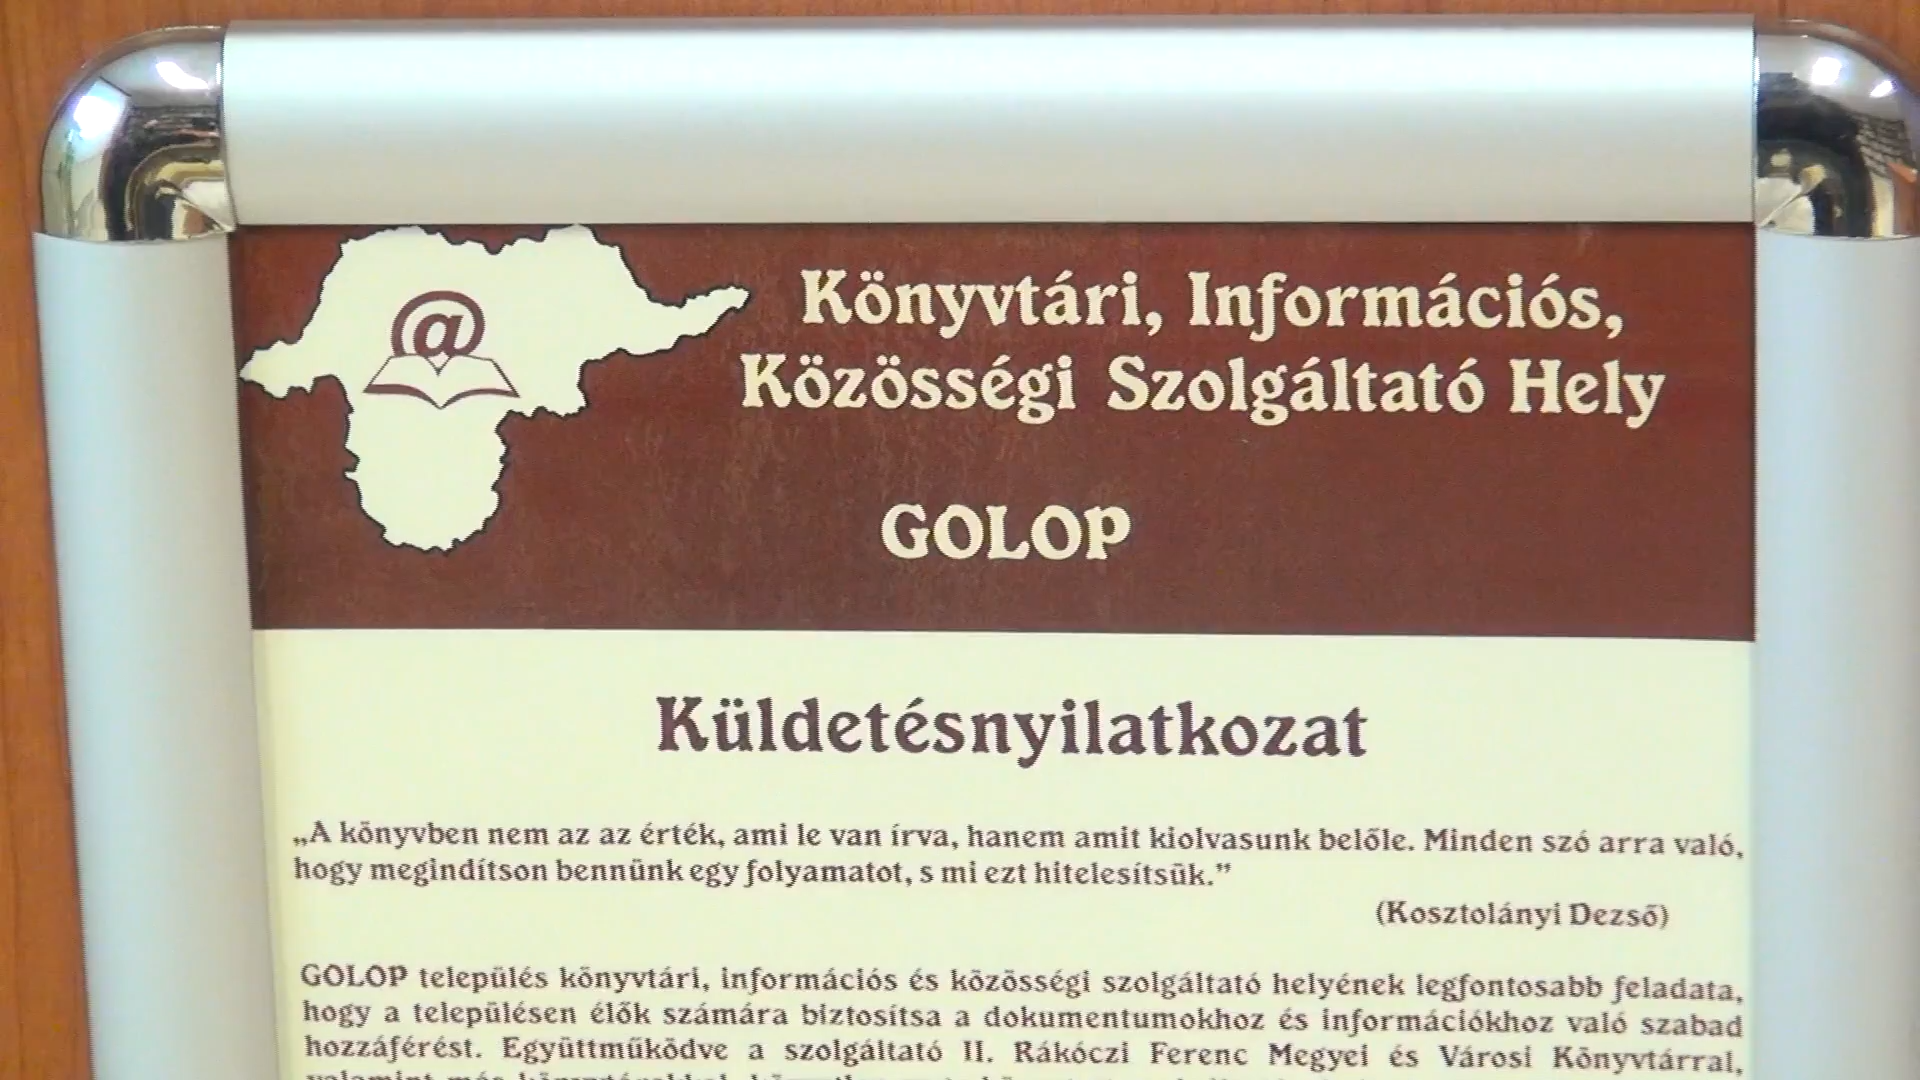 @
Könyvtári, Információs,
Közösségi Szolgáltató Hely
GOLOP
Küldetésnyilatkozat
„A könyvben nem az az érték, ami le van írva, hanem amit kiolvasunk belőle. Minden szó arra való,
hogy megindítson bennünk egy folyamatot, s mi ezt hitelesítsük.”
(Kosztolányi Dezső)
GOLOP település könyvtári, információs és közösségi szolgáltató helyének legfontosabb feladata,
hogy a településen élők számára biztosítsa a dokumentumokhoz és információkhoz való szabad
hozzáférést. Együttműködve a szolgáltató II. Rákóczi Ferenc Megyei és Városi Könyvtárral,